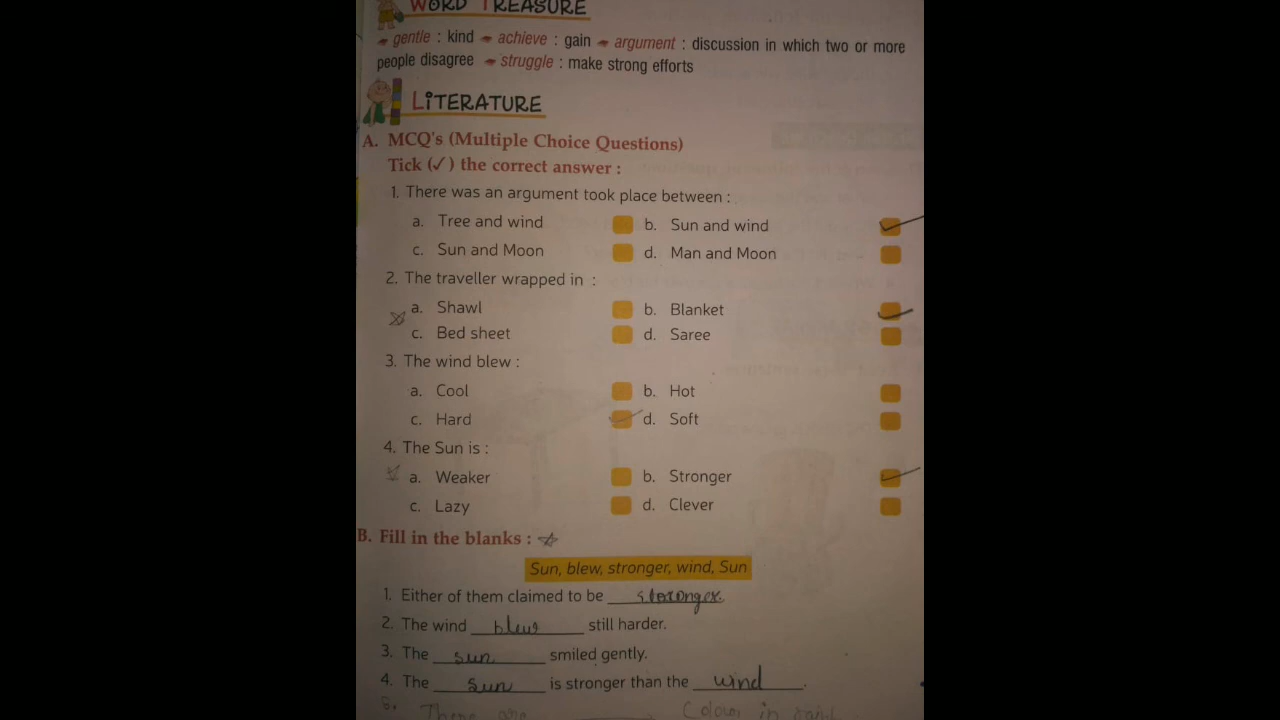 WORD TREASURE
gentle : kind achieve : gain argument : discussion in which two or more
people disagree struggle : make strong efforts
LiTERATURE
A. MCQ's (Multiple Choice Questions)
Tick (✓) the correct answer :
1. There was an argument took place between :
a. Tree and wind b. Sun and wind
c. Sun and Moon d. Man and Moon
2. The traveller wrapped in :
a. Shawl b. Blanket
c. Bed sheet d. Saree
3. The wind blew :
a. Cool b. Hot
c. Hard d. Soft
4. The Sun is :
a. Weaker b. Stronger
c. Lazy d. Clever
B. Fill in the blanks :
Sun, blew, stronger, wind, Sun
1. Either of them claimed to be stronger.
2. The wind blew still harder.
3. The sun smiled gently.
4. The sun is stronger than the wind.
5. There are Colour in